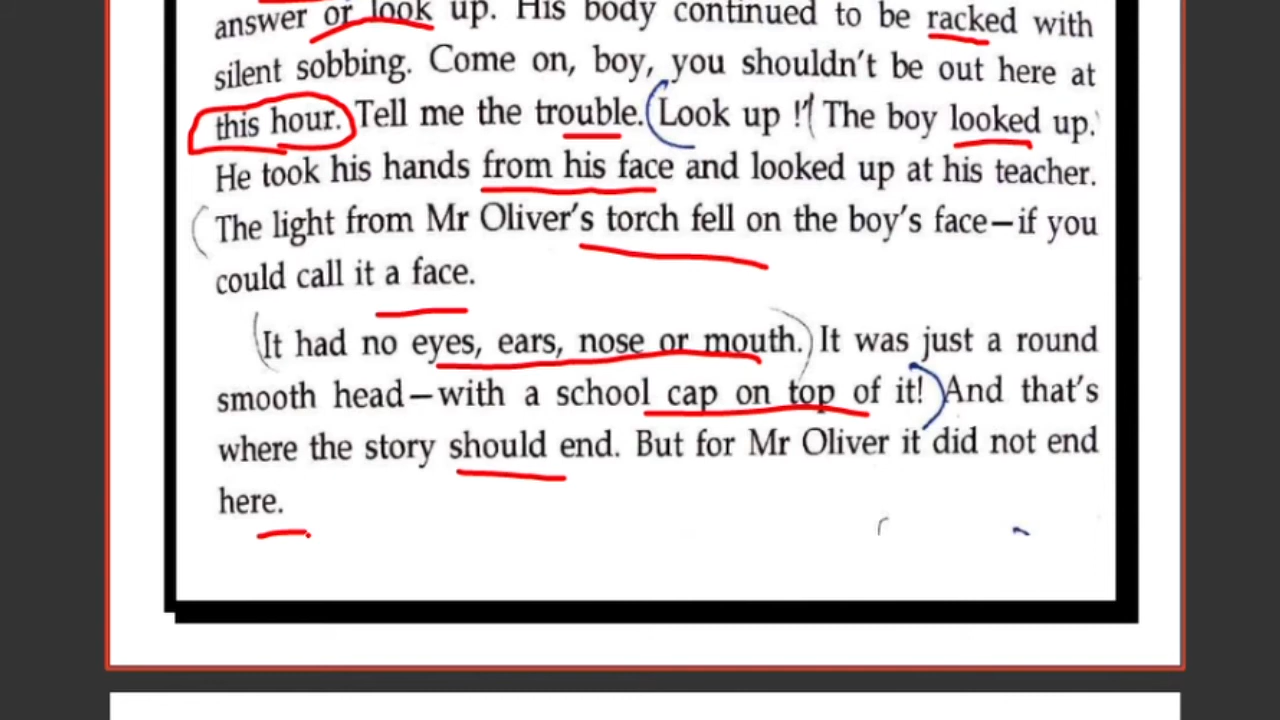 answer or look up. His body continued to be racked with
silent sobbing. Come on, boy, you shouldn't be out here at
this hour. Tell me the trouble. Look up !' The boy looked up.
He took his hands from his face and looked up at his teacher.
The light from Mr Oliver's torch fell on the boy's face—if you
could call it a face.
It had no eyes, ears, nose or mouth. It was just a round
smooth head—with a school cap on top of it! And that's
where the story should end. But for Mr Oliver it did not end
here.